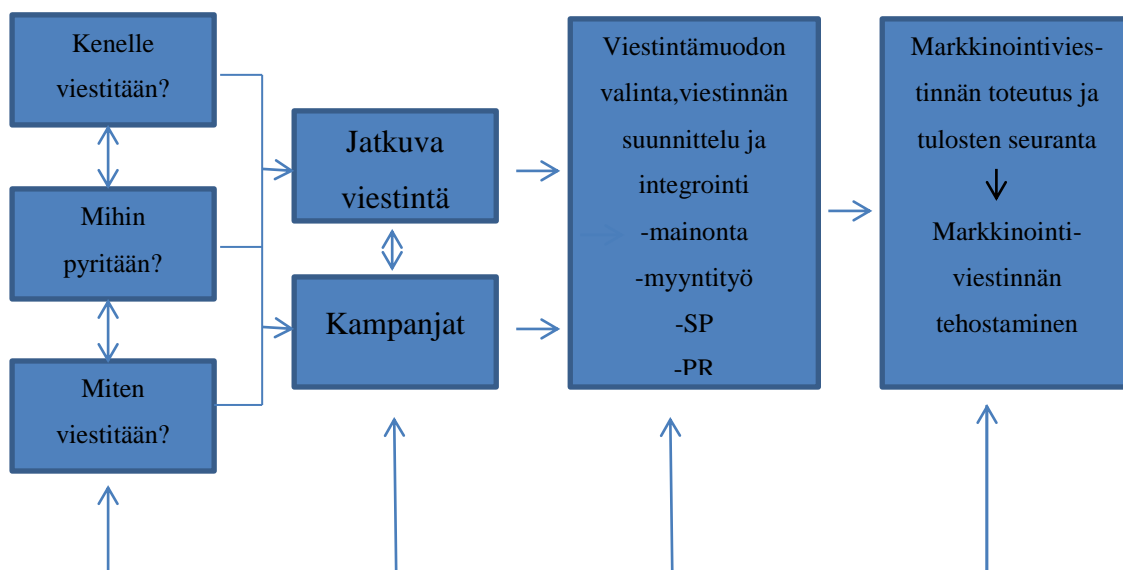 Kenelle
viestitään?
Mihin
pyritään?
Miten
viestitään?
Jatkuva
viestintä
Kampanjat
Viestintämuodon
valinta,viestinnän
suunnittelu ja
integrointi
-mainonta
-myyntityö
-SP
-PR
Markkinointivies-
tinnän toteutus ja
tulosten seuranta
Markkinointi-
viestinnän
tehostaminen